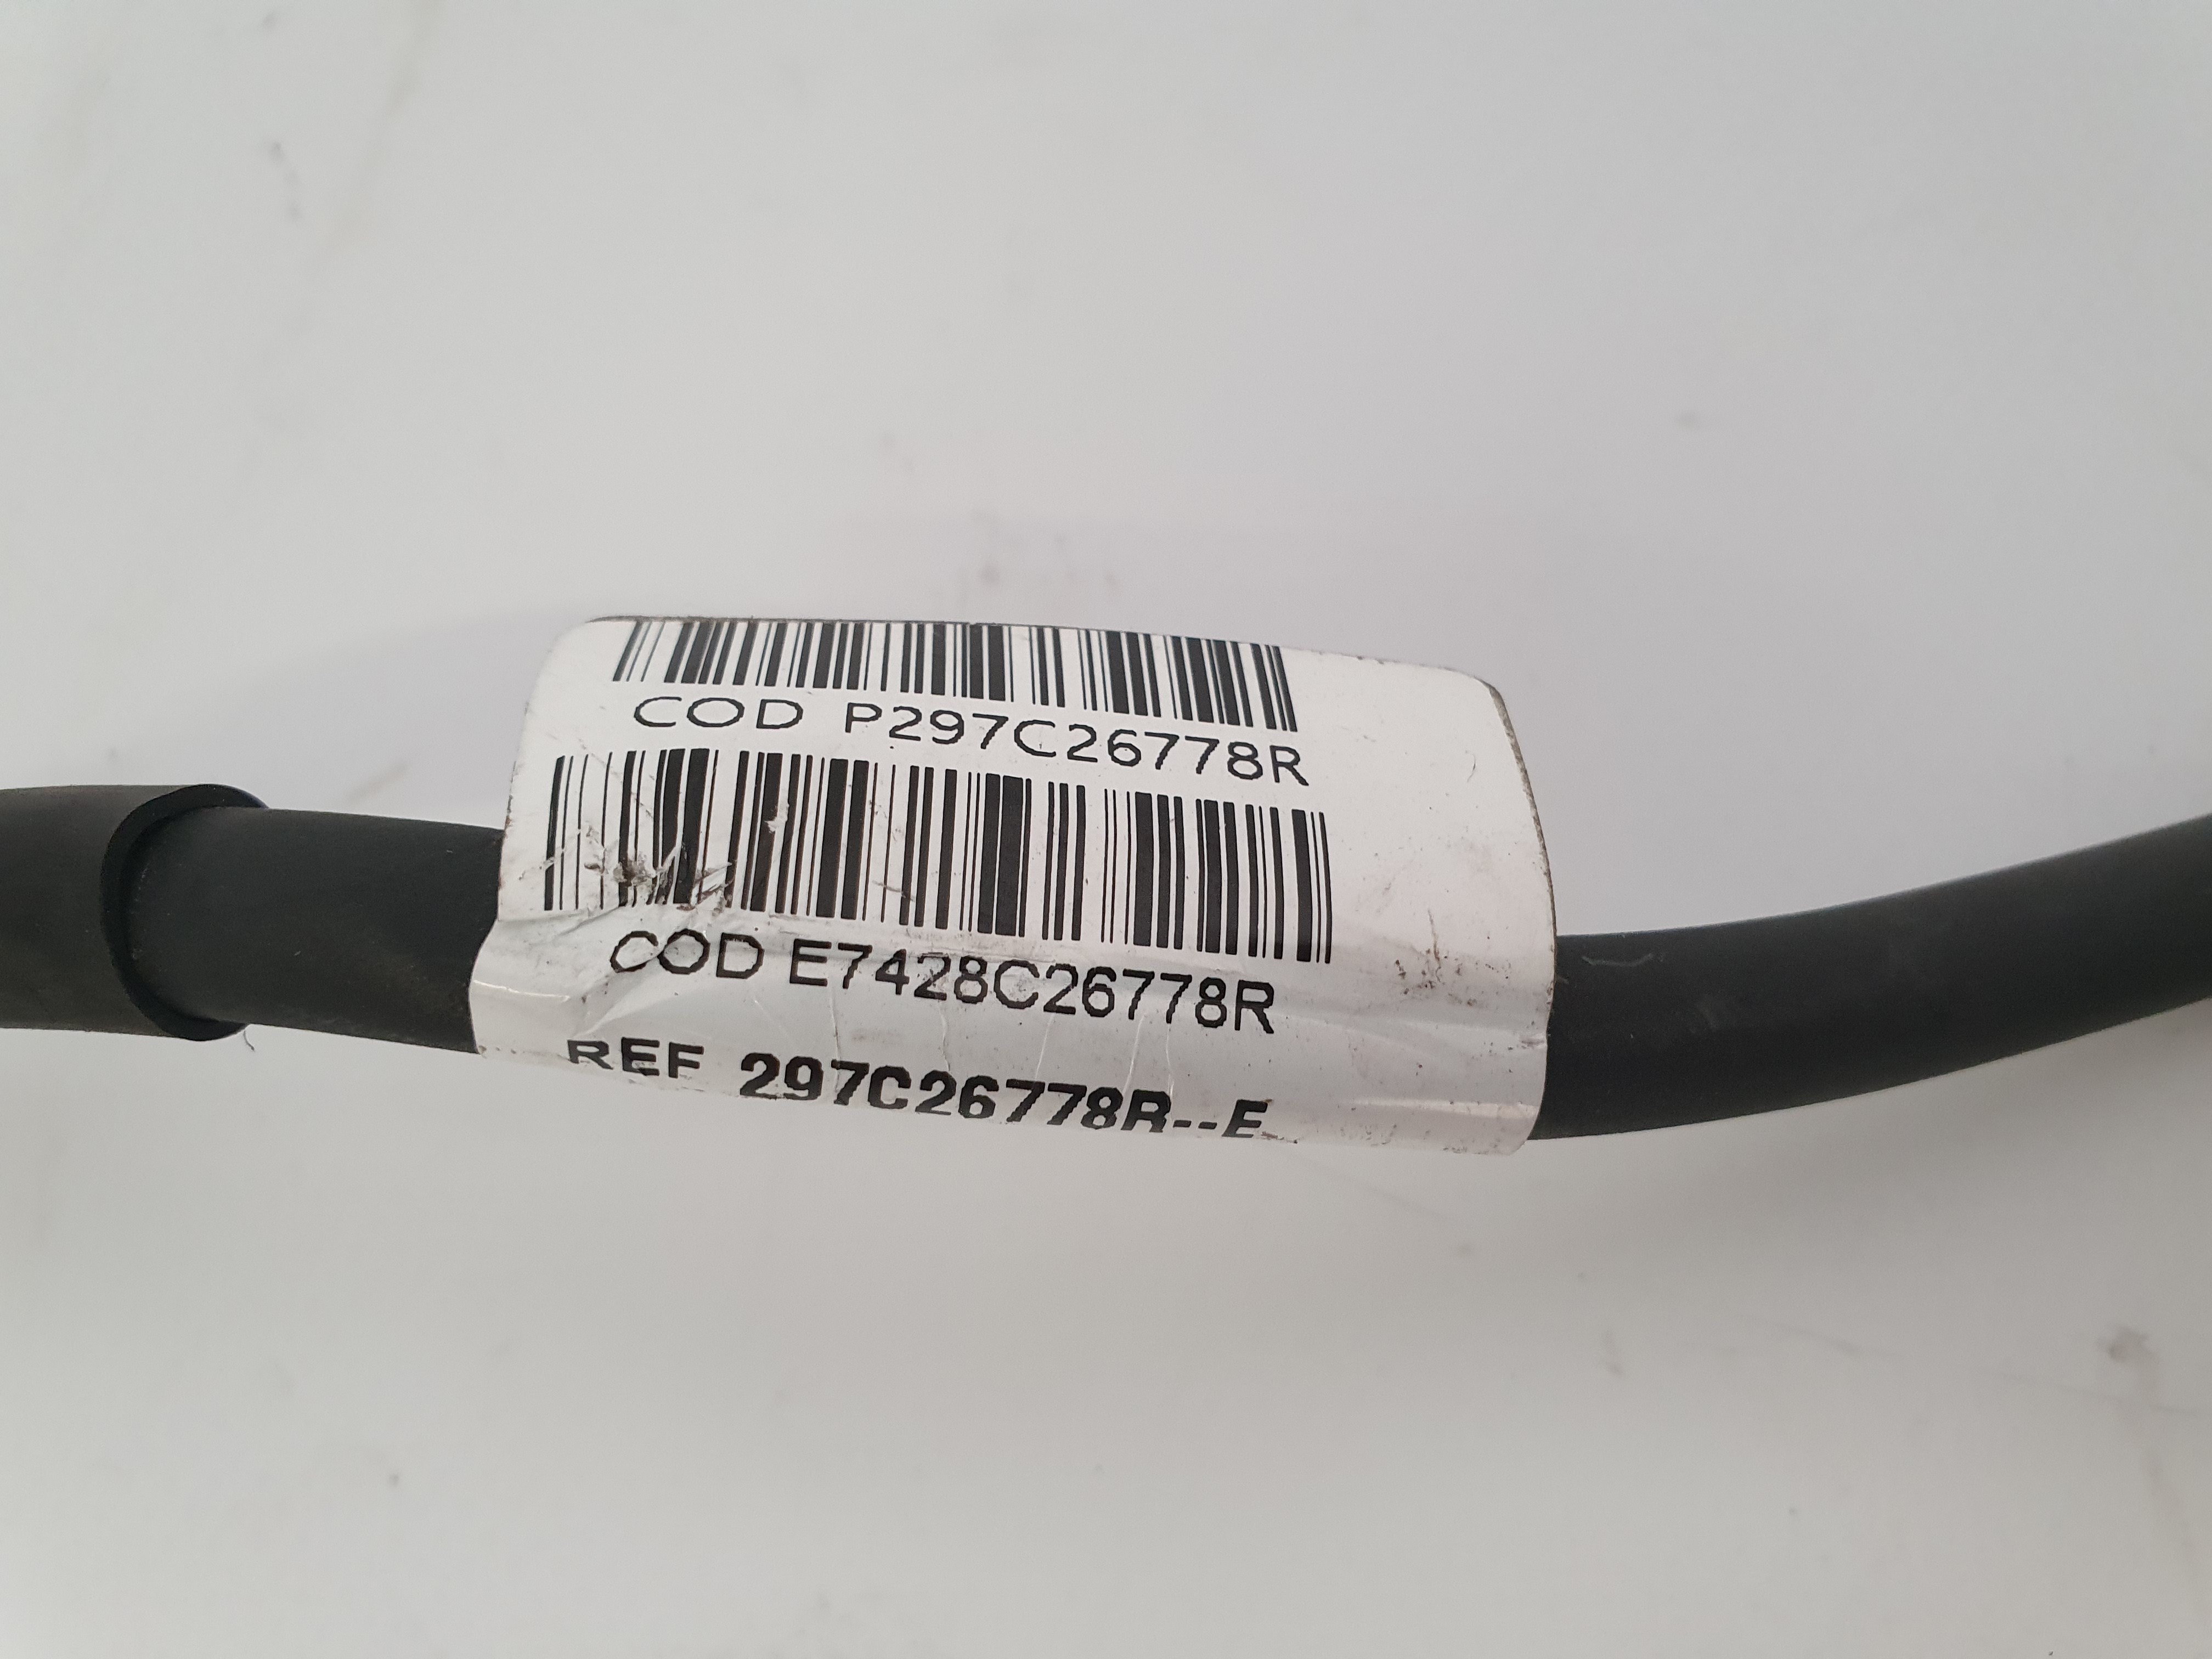 COD P297C26778R
COD E7428C26778R
REF 297C26778R--E